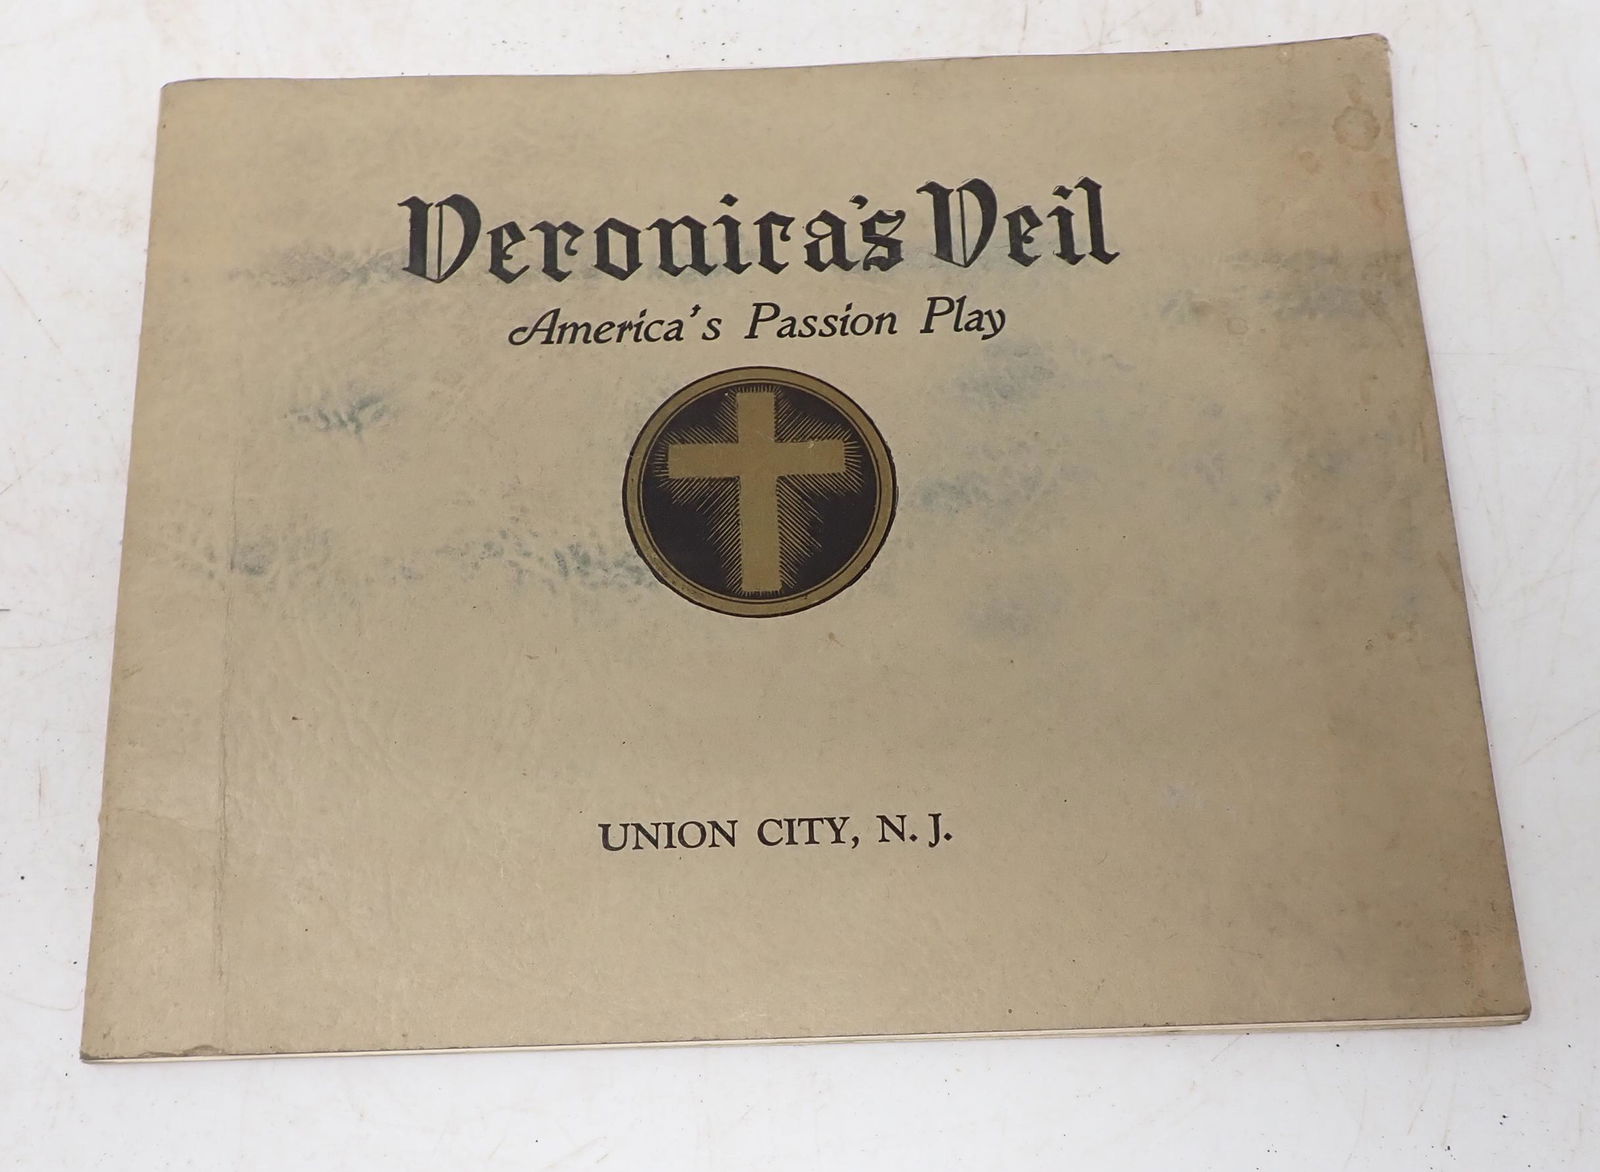 Veronica's Veil
America's Passion Play
UNION CITY, N. J.